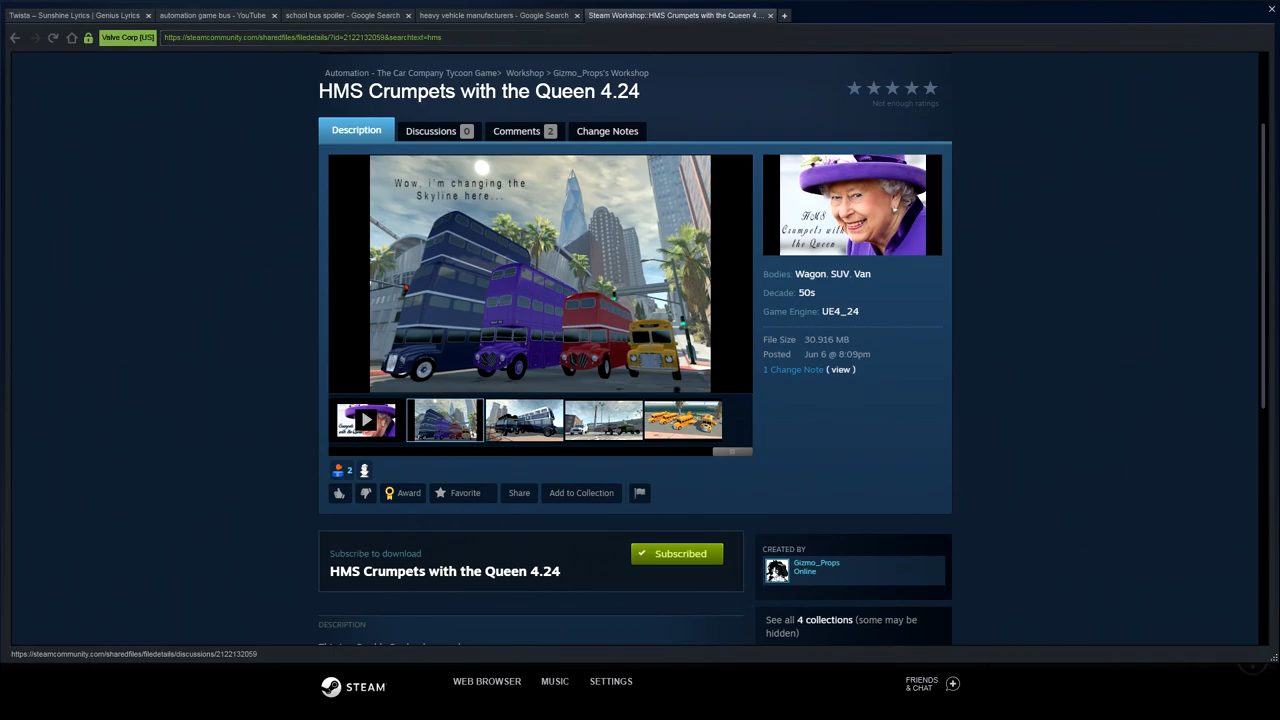 Twista – Sunshine Lyrics | Genius Lyrics
automation game bus - YouTube
school bus spoiler - Google Search
heavy vehicle manufacturers - Google Search
Steam Workshop::HMS Crumpets with the Queen 4....
Valve Corp [US]
https://steamcommunity.com/sharedfiles/filedetails/?id=2122132059&searchtext=hms
Automation - The Car Company Tycoon Game> Workshop > Gizmo_Props's Workshop
HMS Crumpets with the Queen 4.24
Not enough ratings
Description
Discussions 0
Comments 2
Change Notes
Wow, i'm changing the
Skyline here...
HMS
Crumpets with
the Queen
Bodies: Wagon, SUV, Van
Decade: 50s
Game Engine: UE4_24
File Size 30.916 MB
Posted Jun 6 @ 8:09pm
1 Change Note ( view )
2
Award
Favorite
Share
Add to Collection
Subscribe to download
HMS Crumpets with the Queen 4.24
Subscribed
CREATED BY
Gizmo_Props
Online
See all 4 collections (some may be
hidden)
DESCRIPTION
https://steamcommunity.com/sharedfiles/filedetails/discussions/2122132059
STEAM
WEB BROWSER
MUSIC
SETTINGS
FRIENDS
& CHAT